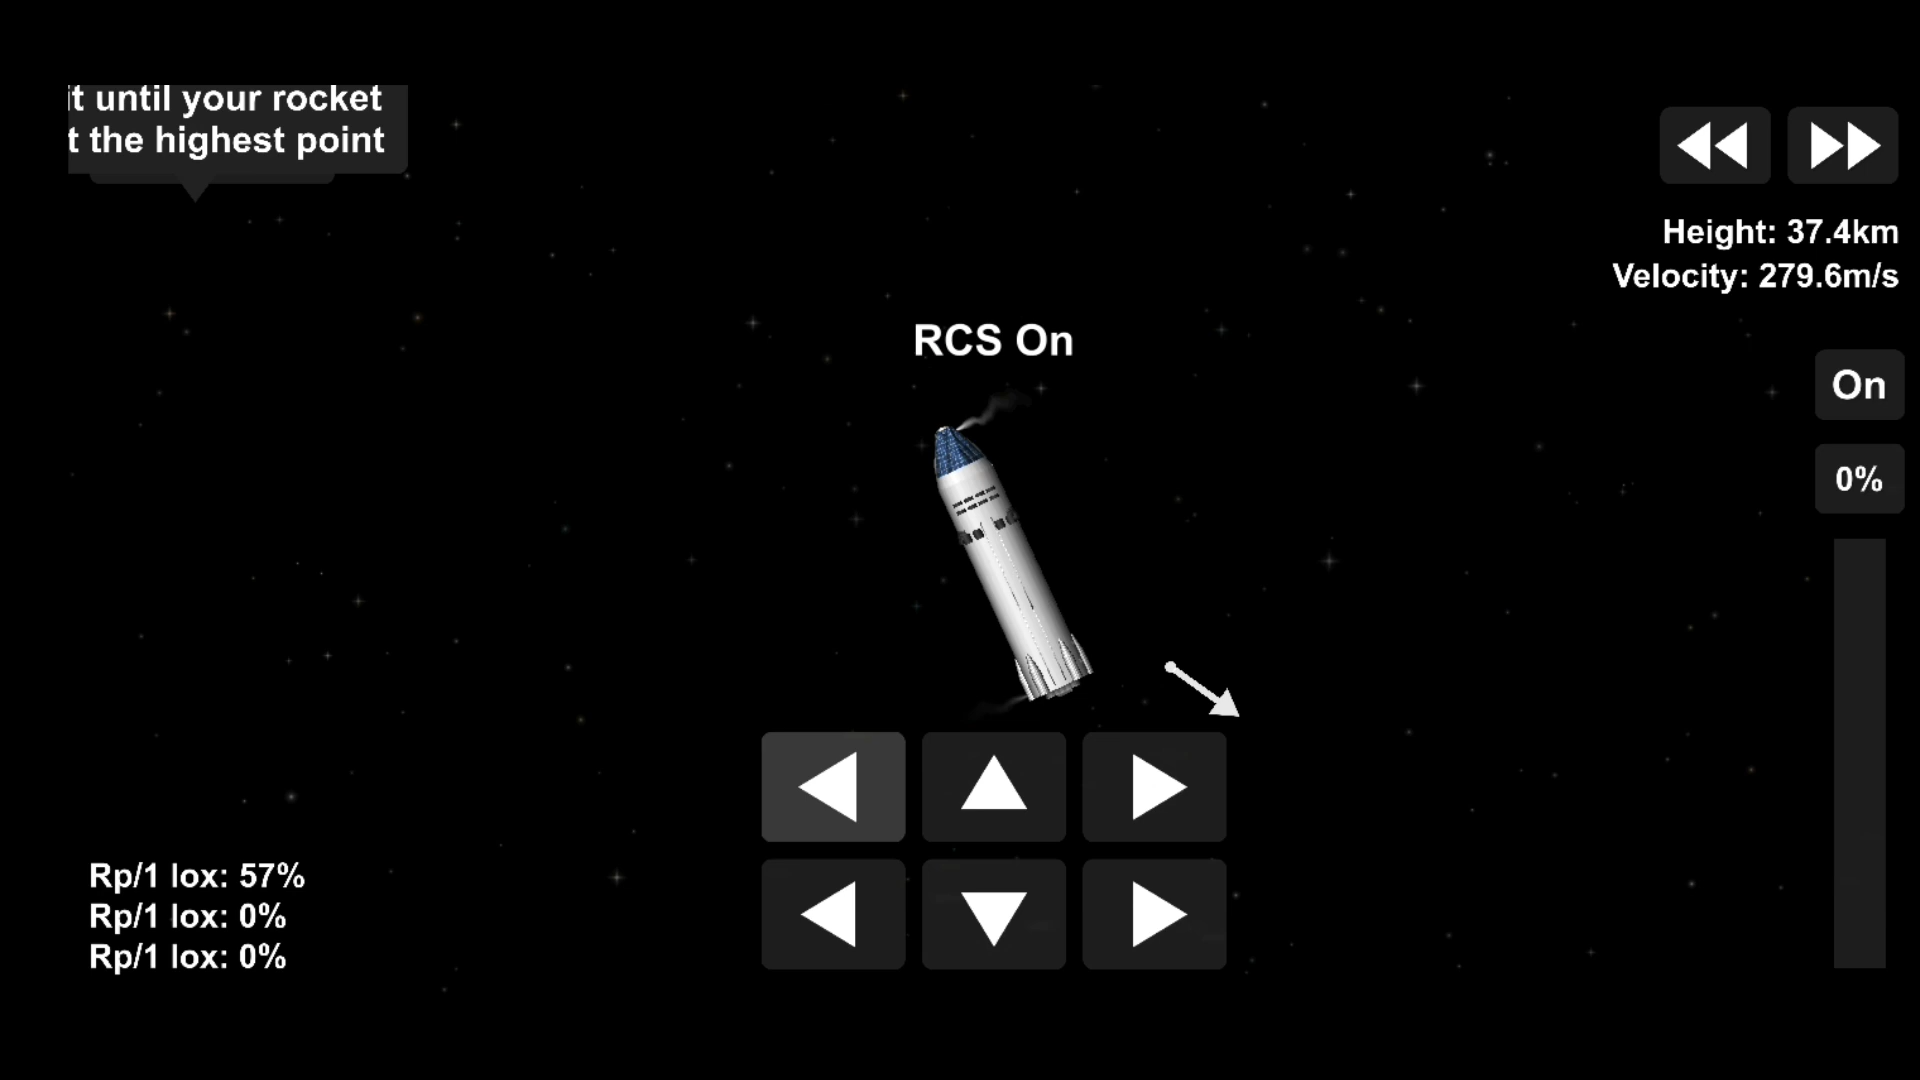 it until your rocket
t the highest point
Height: 37.4km
Velocity: 279.6m/s
RCS On
On
0%
Rp/1 lox: 57%
Rp/1 lox: 0%
Rp/1 lox: 0%